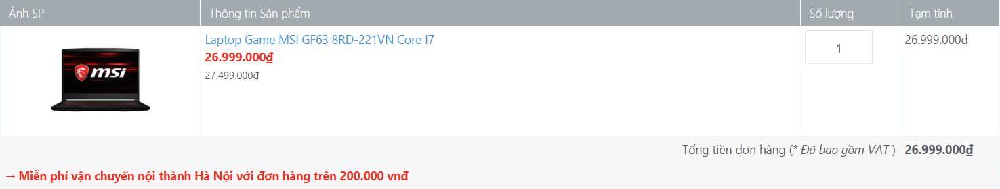 Ảnh SP
Thông tin Sản phẩm
Số lượng
Tạm tính
msi
Laptop Game MSI GF63 8RD-221VN Core I7
26.999.000₫
27.499.000₫
1
26.999.000₫
Tổng tiền đơn hàng (* Đã bao gồm VAT ) 26.999.000₫
→ Miễn phí vận chuyển nội thành Hà Nội với đơn hàng trên 200.000 vnđ